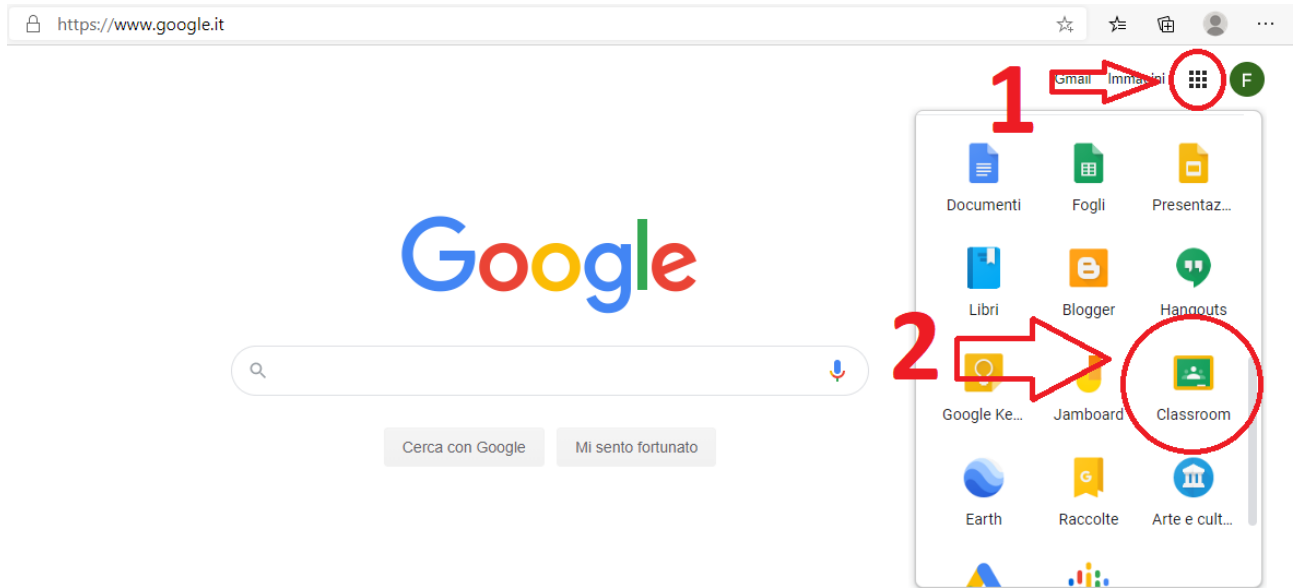 https://www.google.it
1
Gmail Immagini
F
Google
Cerca con Google Mi sento fortunato
Documenti Fogli Presentaz...
Libri Blogger Hangouts
2
Google Ke... Jamboard Classroom
Earth Raccolte Arte e cult...